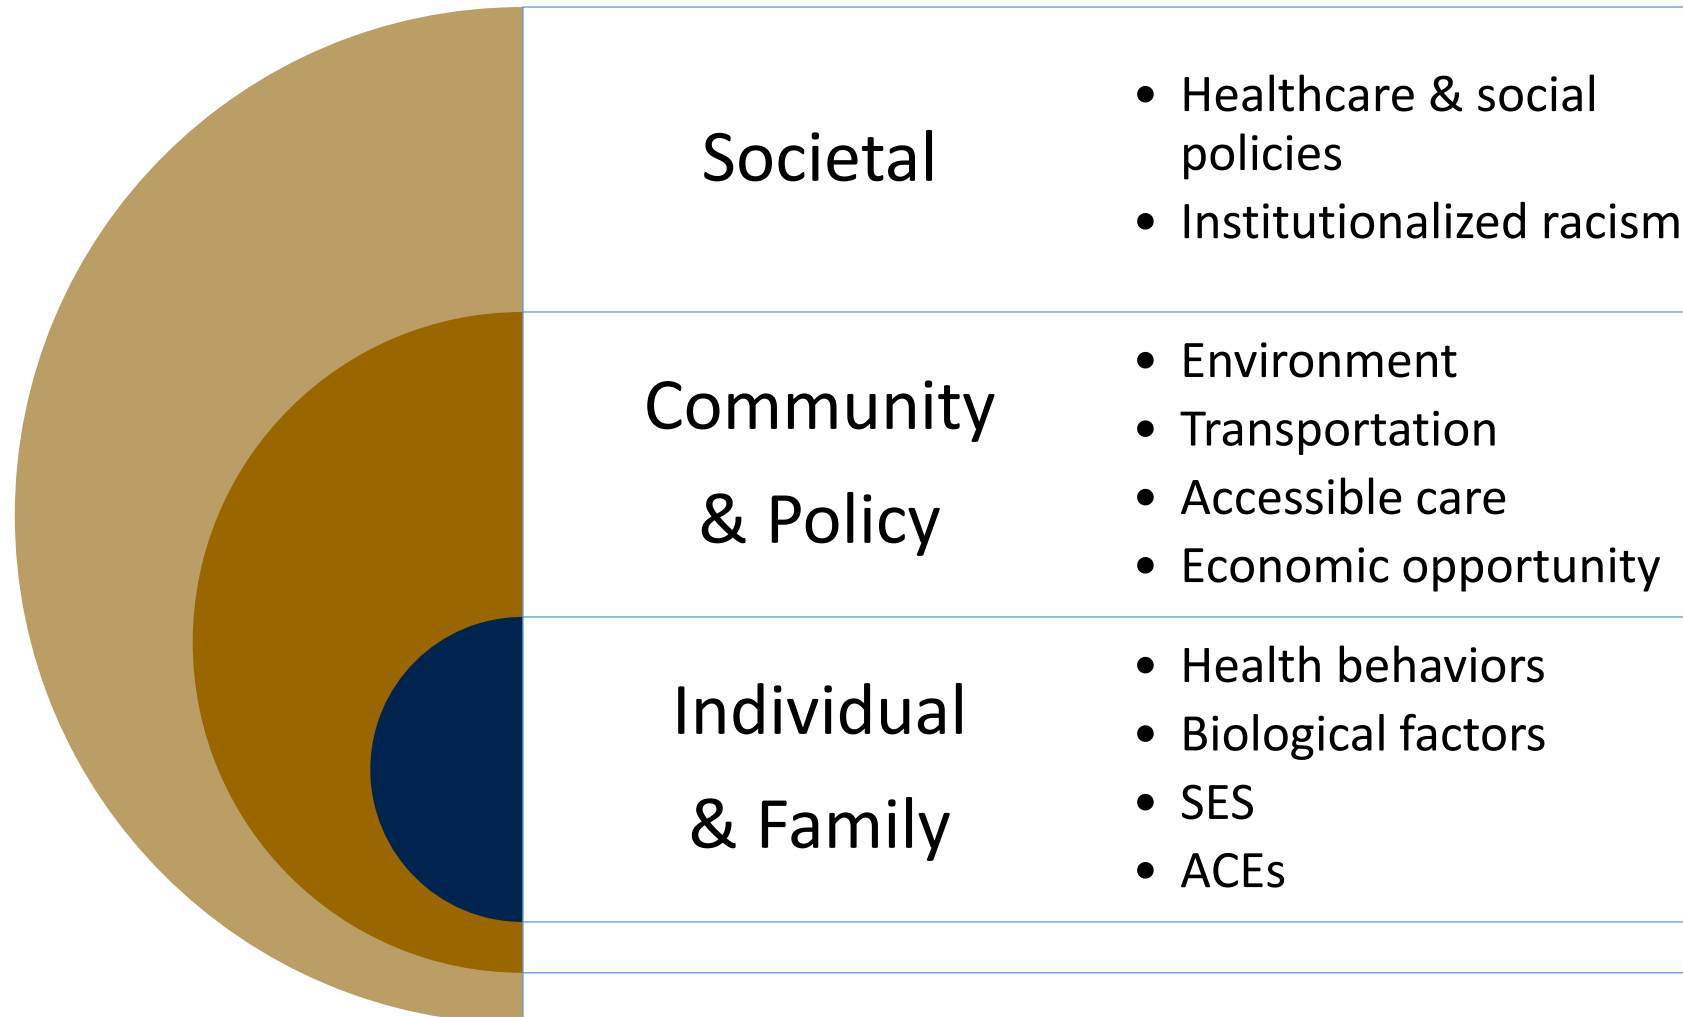 Societal
• Healthcare & social
policies
• Institutionalized racism
Community
& Policy
• Environment
• Transportation
• Accessible care
• Economic opportunity
Individual
& Family
• Health behaviors
• Biological factors
• SES
• ACEs